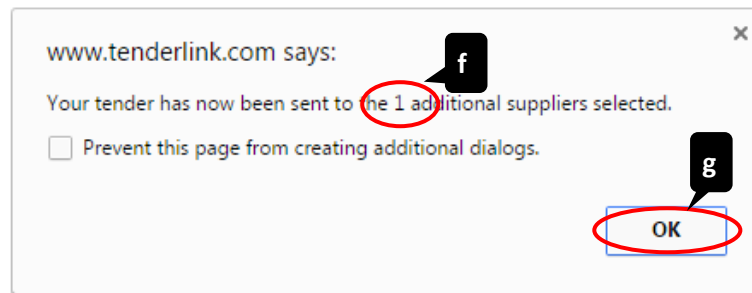 www.tenderlink.com says:
f
Your tender has now been sent to the 1 additional suppliers selected.
Prevent this page from creating additional dialogs.
g
OK